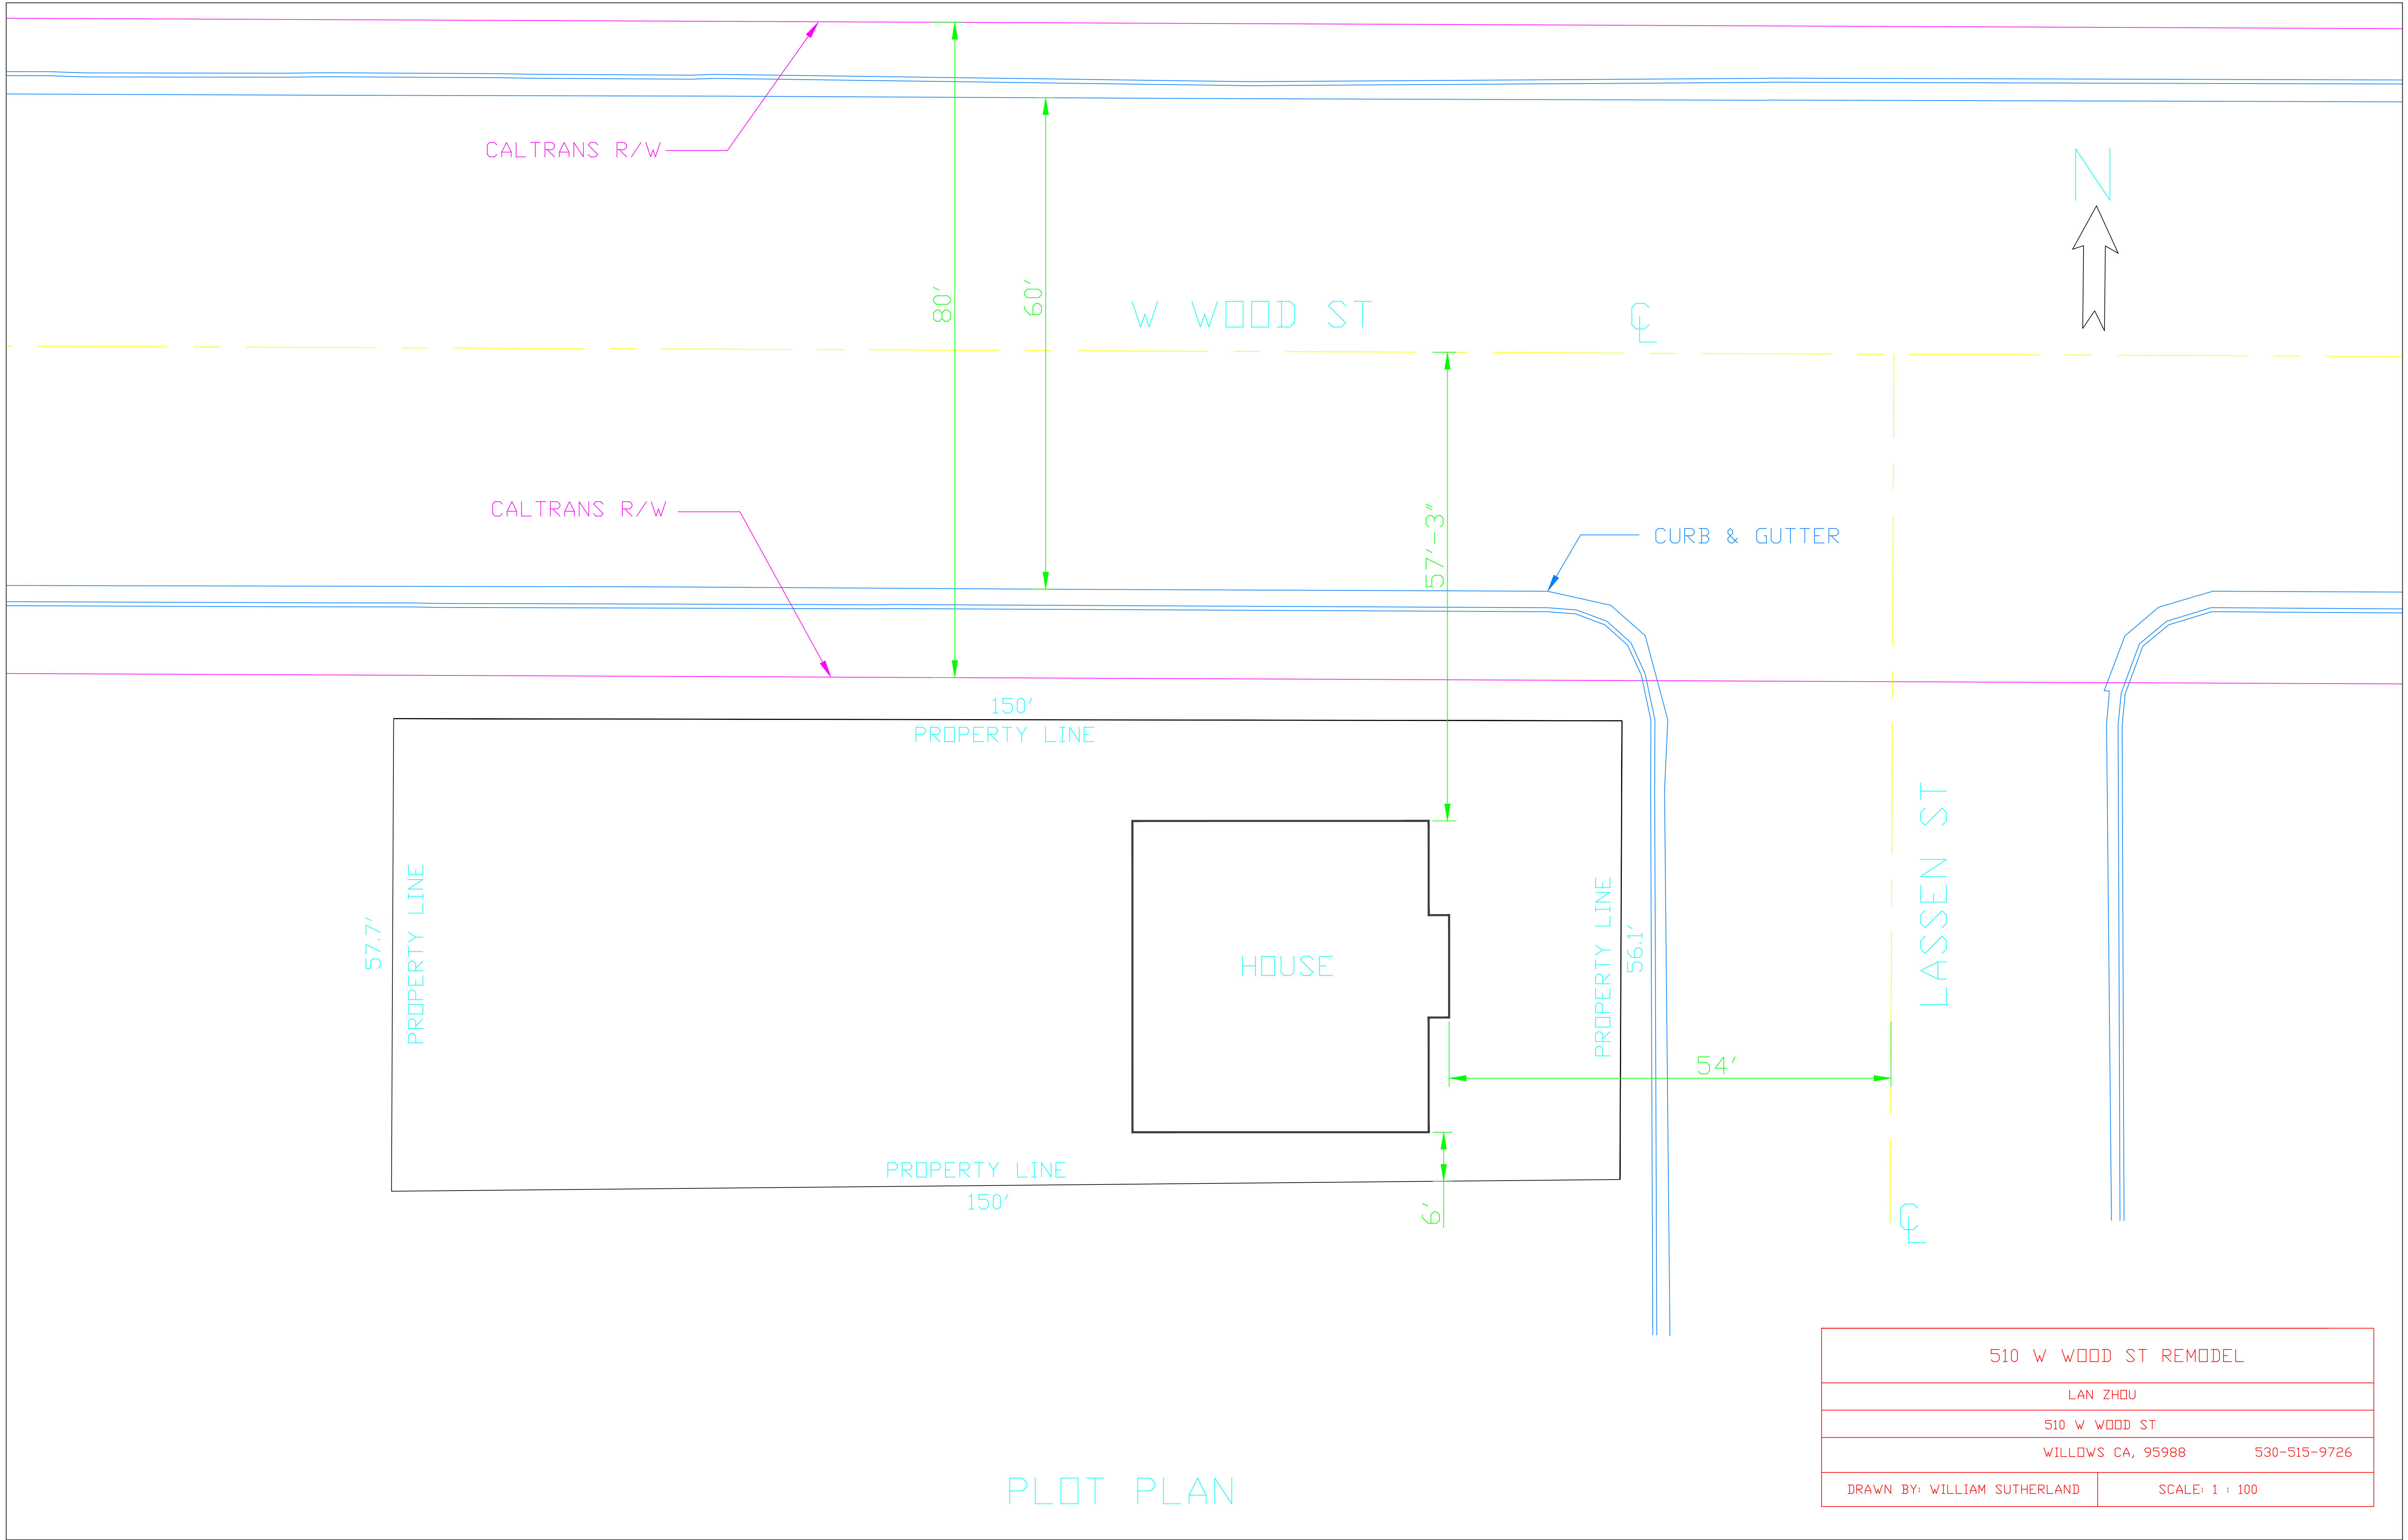 CALTRANS R/W
N
80'
60'
W WOOD ST
CL
CALTRANS R/W
57'-3"
CURB & GUTTER
150'
PROPERTY LINE
57.7'
PROPERTY LINE
HOUSE
PROPERTY LINE
56.1'
LASSEN ST
54'
PROPERTY LINE
150'
6'
CL
510 W WOOD ST REMODEL
LAN ZHOU
510 W WOOD ST
WILLOWS CA, 95988 530-515-9726
DRAWN BY: WILLIAM SUTHERLAND SCALE: 1 : 100
PLOT PLAN